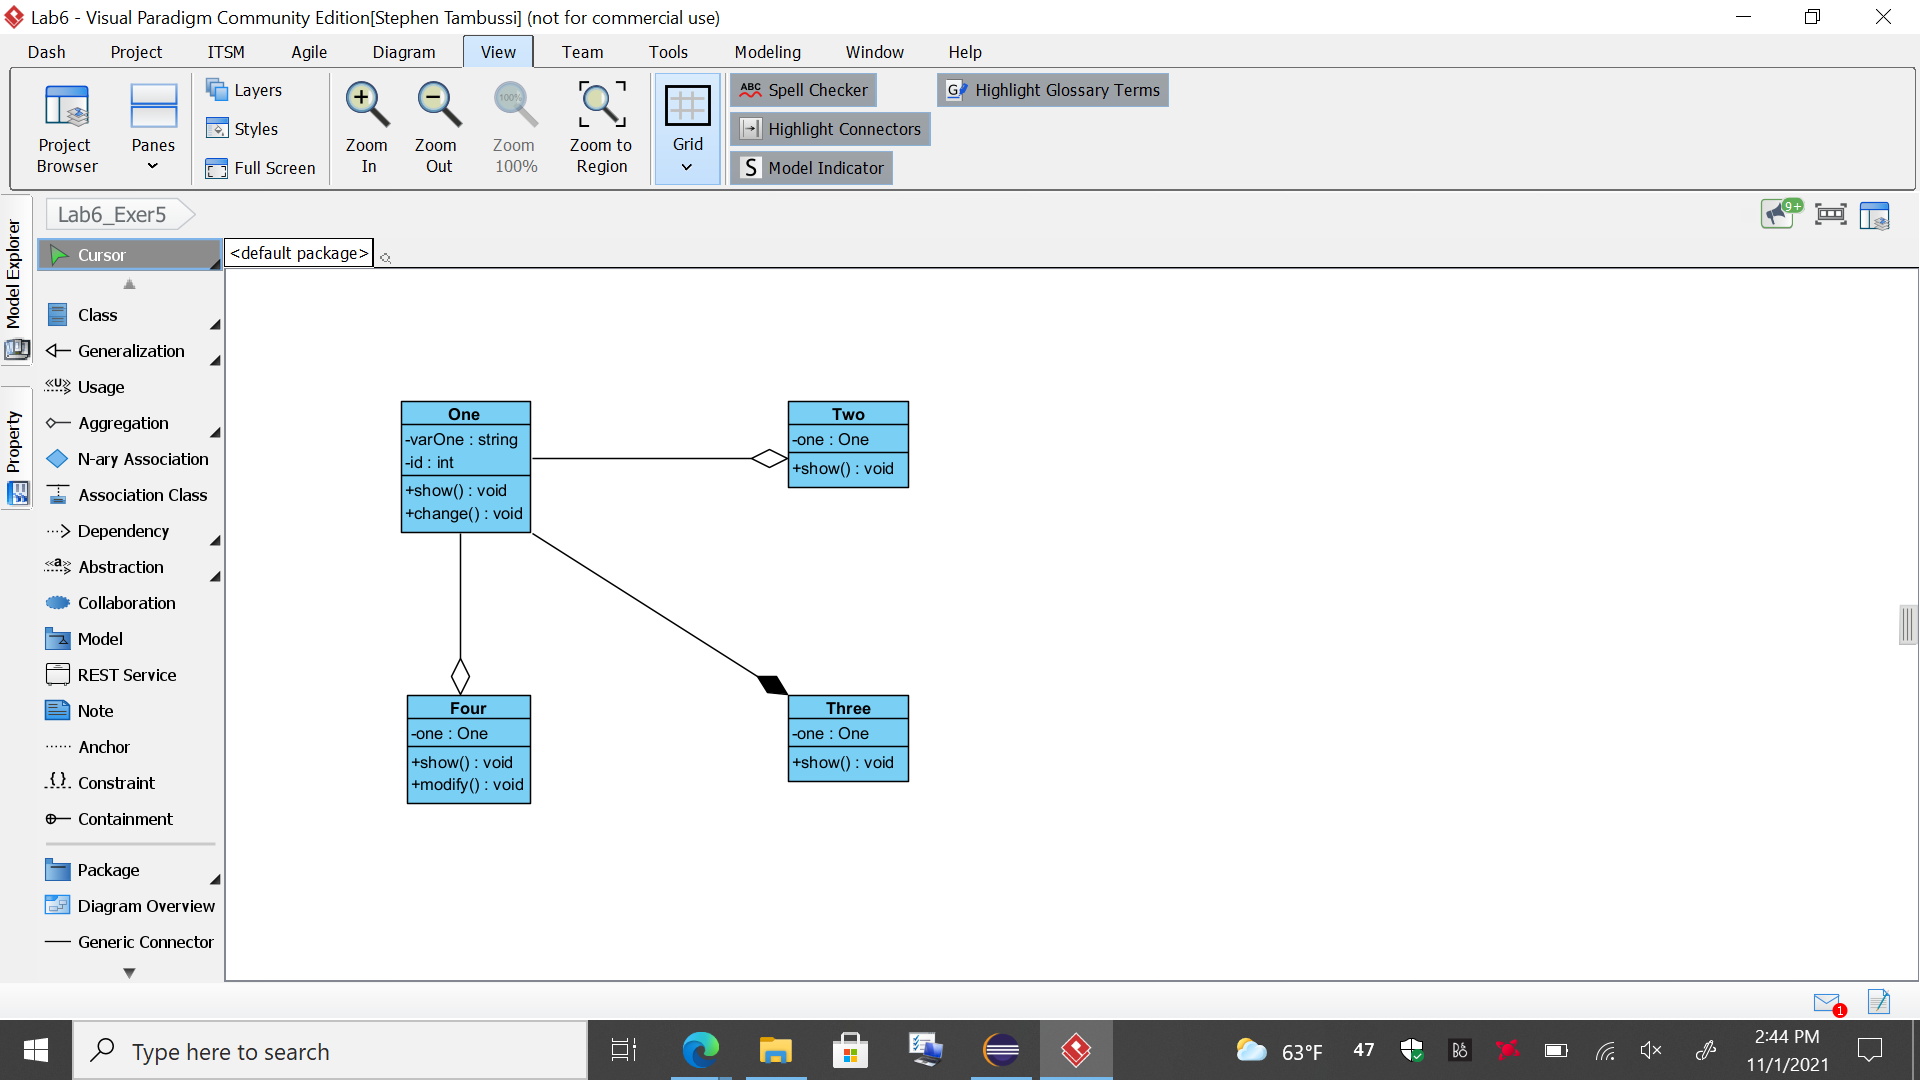 Lab6 - Visual Paradigm Community Edition[Stephen Tambussi] (not for commercial use)
Dash Project ITSM Agile Diagram View Team Tools Modeling Window Help
Project Browser
Panes
Layers
Styles
Full Screen
Zoom In
Zoom Out
100%
Zoom 100%
Zoom to Region
Grid
ABC Spell Checker
Highlight Connectors
S Model Indicator
G Highlight Glossary Terms
Model Explorer
Property
Lab6_Exer5
9+
Cursor
<default package>
Class
Generalization
<<U>> Usage
Aggregation
N-ary Association
Association Class
Dependency
<<a>> Abstraction
Collaboration
Model
REST Service
Note
Anchor
{} Constraint
Containment
Package
Diagram Overview
Generic Connector
One
-varOne : string
-id : int
+show() : void
+change() : void
Two
-one : One
+show() : void
Four
-one : One
+show() : void
+modify() : void
Three
-one : One
+show() : void
1
Type here to search
63°F
47
2:44 PM
11/1/2021